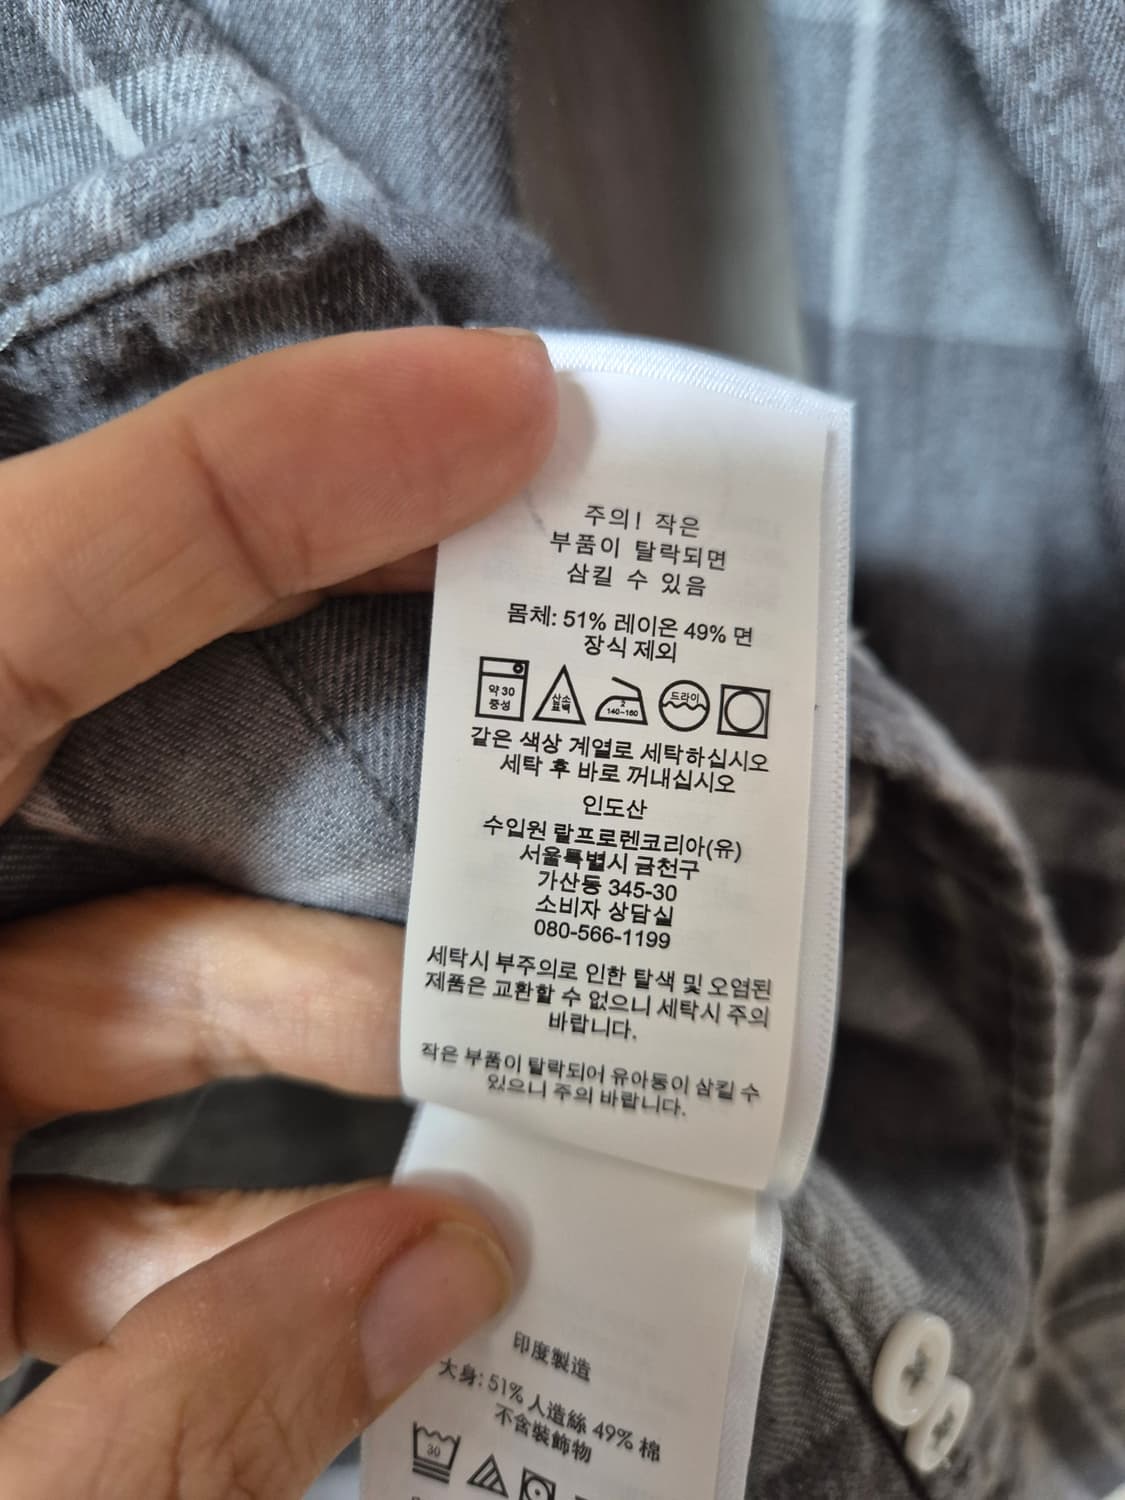 주의! 작은
부품이 탈락되면
삼킬 수 있음
몸체: 51% 레이온 49% 면
장식 제외
약 30
중성
산소
표백
2
140~160
드라이
같은 색상 계열로 세탁하십시오
세탁 후 바로 꺼내십시오
인도산
수입원 랄프로렌코리아(유)
서울특별시 금천구
가산동 345-30
소비자 상담실
080-566-1199
세탁시 부주의로 인한 탈색 및 오염된
제품은 교환할 수 없으니 세탁시 주의
바랍니다.
작은 부품이 탈락되어 유아동이 삼킬 수
있으니 주의 바랍니다.
印度製造
大身: 51% 人造絲 49% 棉
不含裝飾物
30